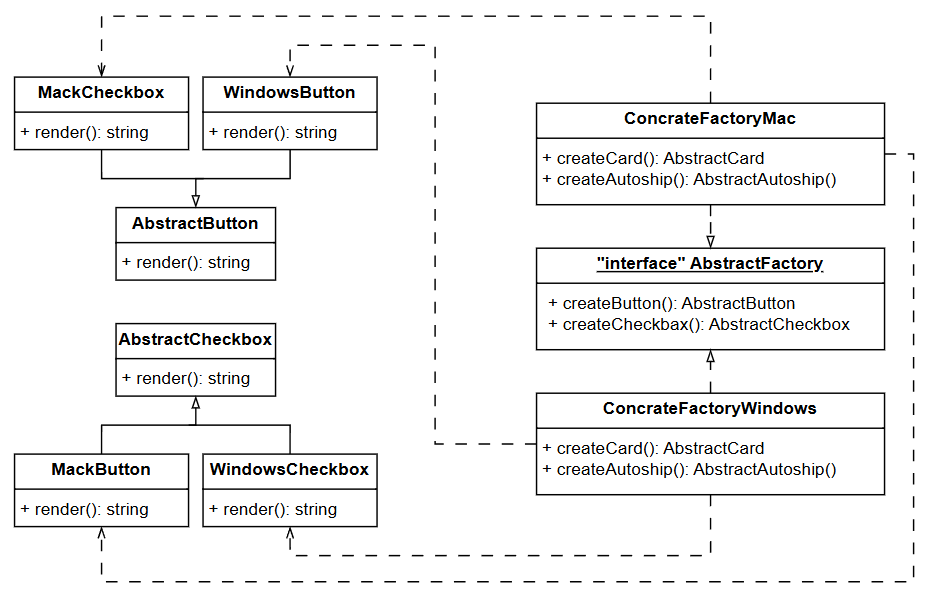 MackCheckbox
+ render(): string
WindowsButton
+ render(): string
AbstractButton
+ render(): string
AbstractCheckbox
+ render(): string
MackButton
+ render(): string
WindowsCheckbox
+ render(): string
ConcrateFactoryMac
+ createCard(): AbstractCard
+ createAutoship(): AbstractAutoship()
"interface" AbstractFactory
+ createButton(): AbstractButton
+ createCheckbax(): AbstractCheckbox
ConcrateFactoryWindows
+ createCard(): AbstractCard
+ createAutoship(): AbstractAutoship()